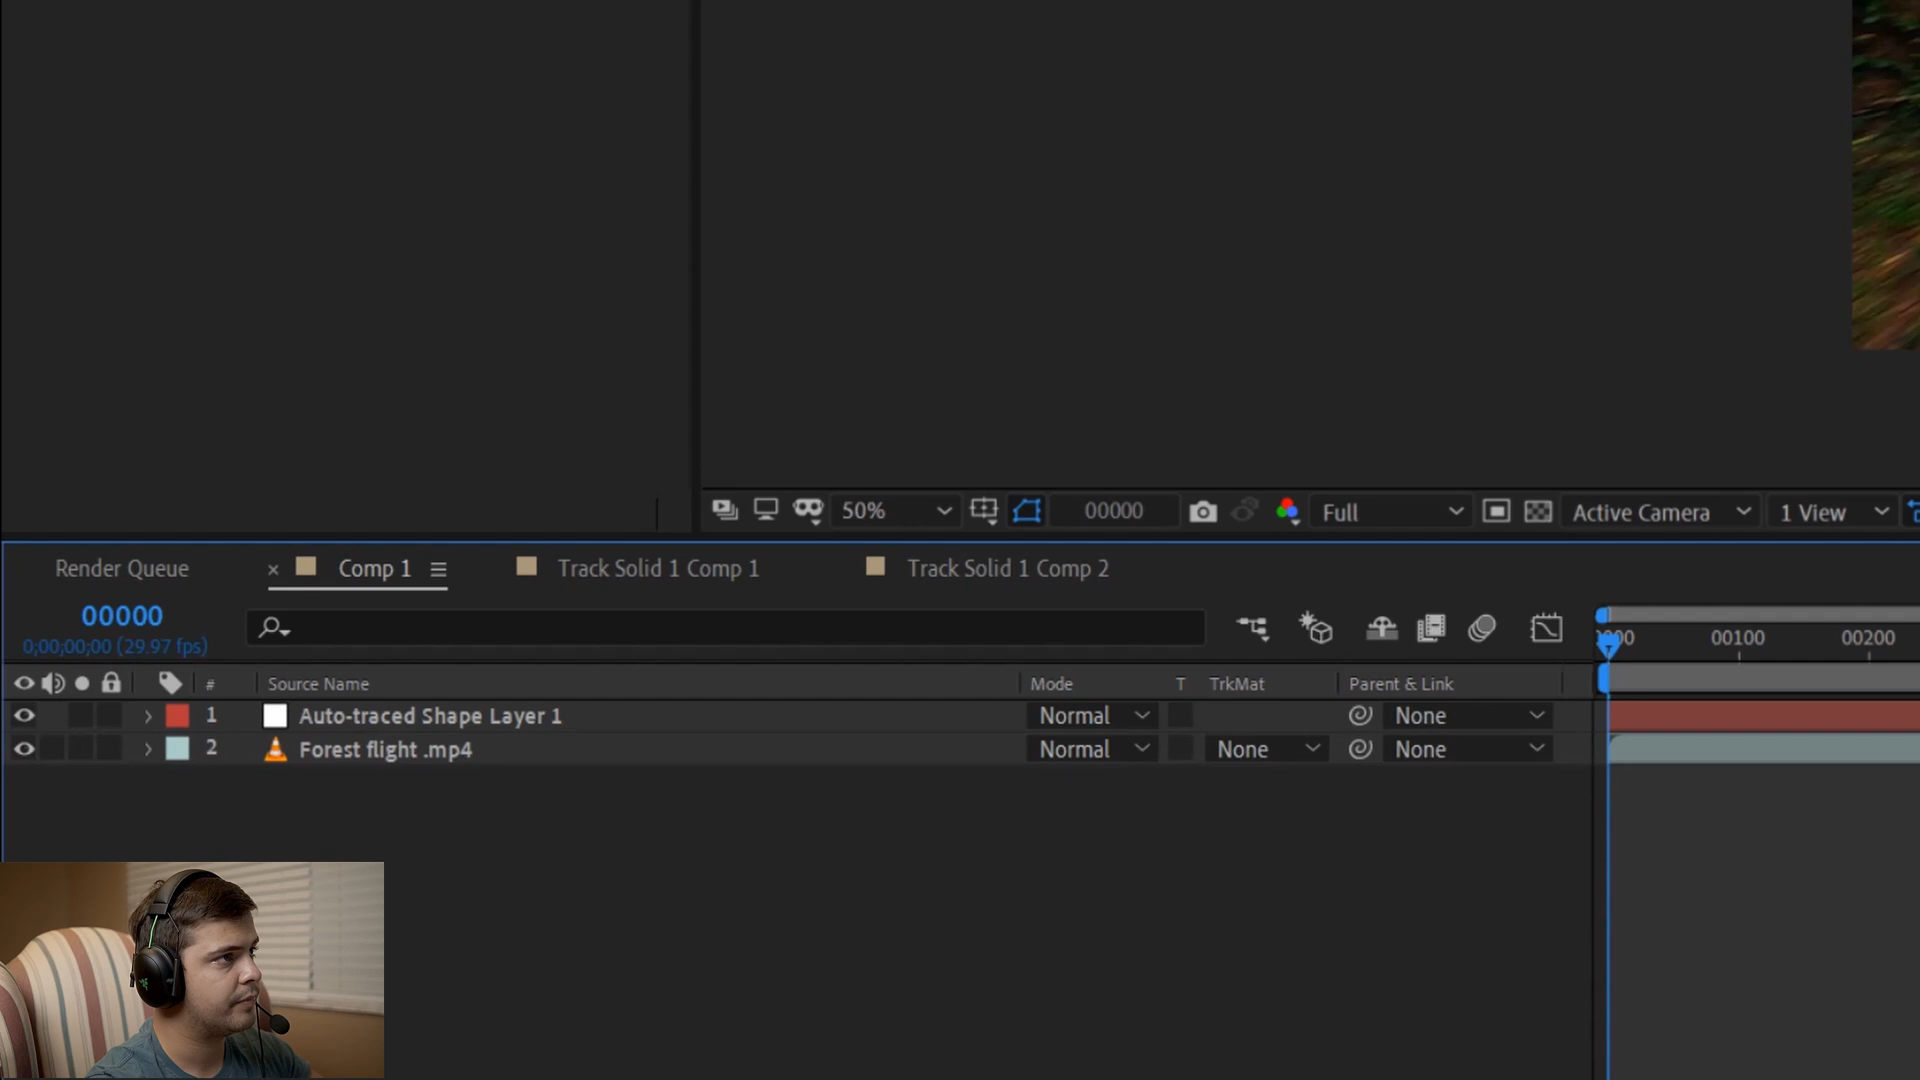 50% 00000 Full Active Camera 1 View
Render Queue Comp 1 Track Solid 1 Comp 1 Track Solid 1 Comp 2
00000
0;00;00;00 (29.97 fps)
00100 00200
# Source Name Mode T TrkMat Parent & Link
1 Auto-traced Shape Layer 1 Normal None
2 Forest flight .mp4 Normal None None